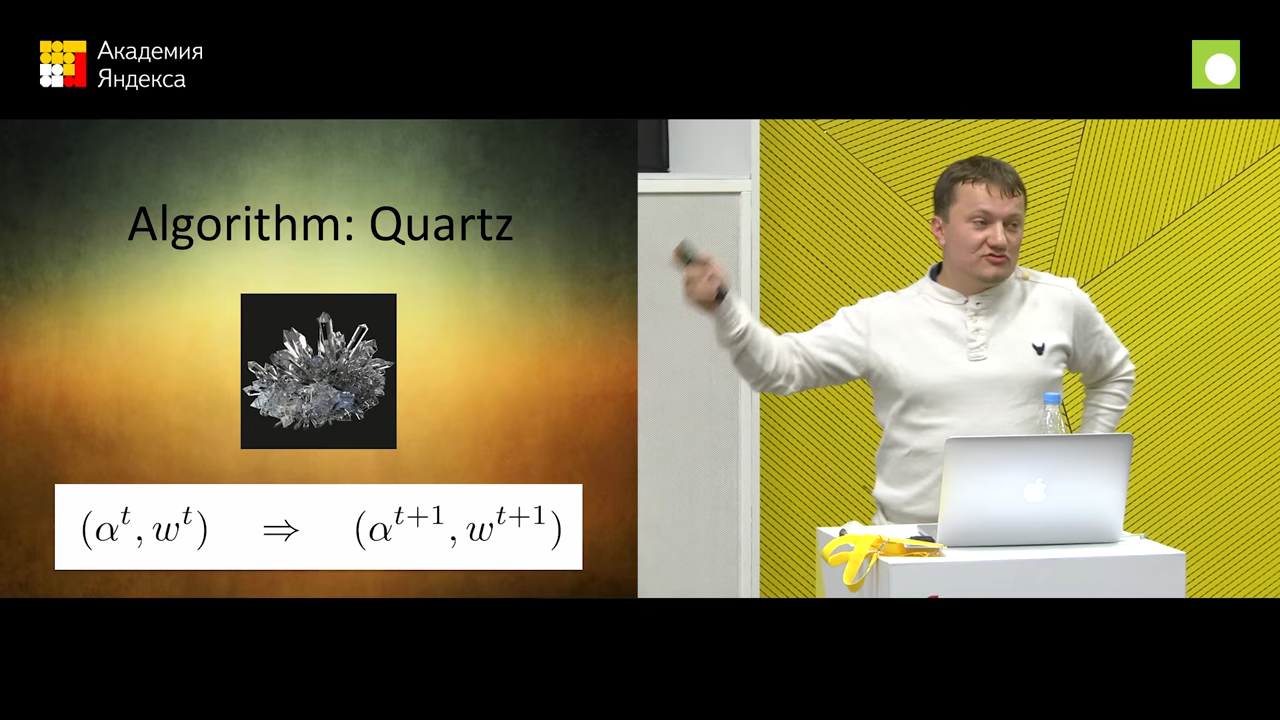 Академия
Яндекса
Algorithm: Quartz
(α^t, w^t) ⇒ (α^{t+1}, w^{t+1})